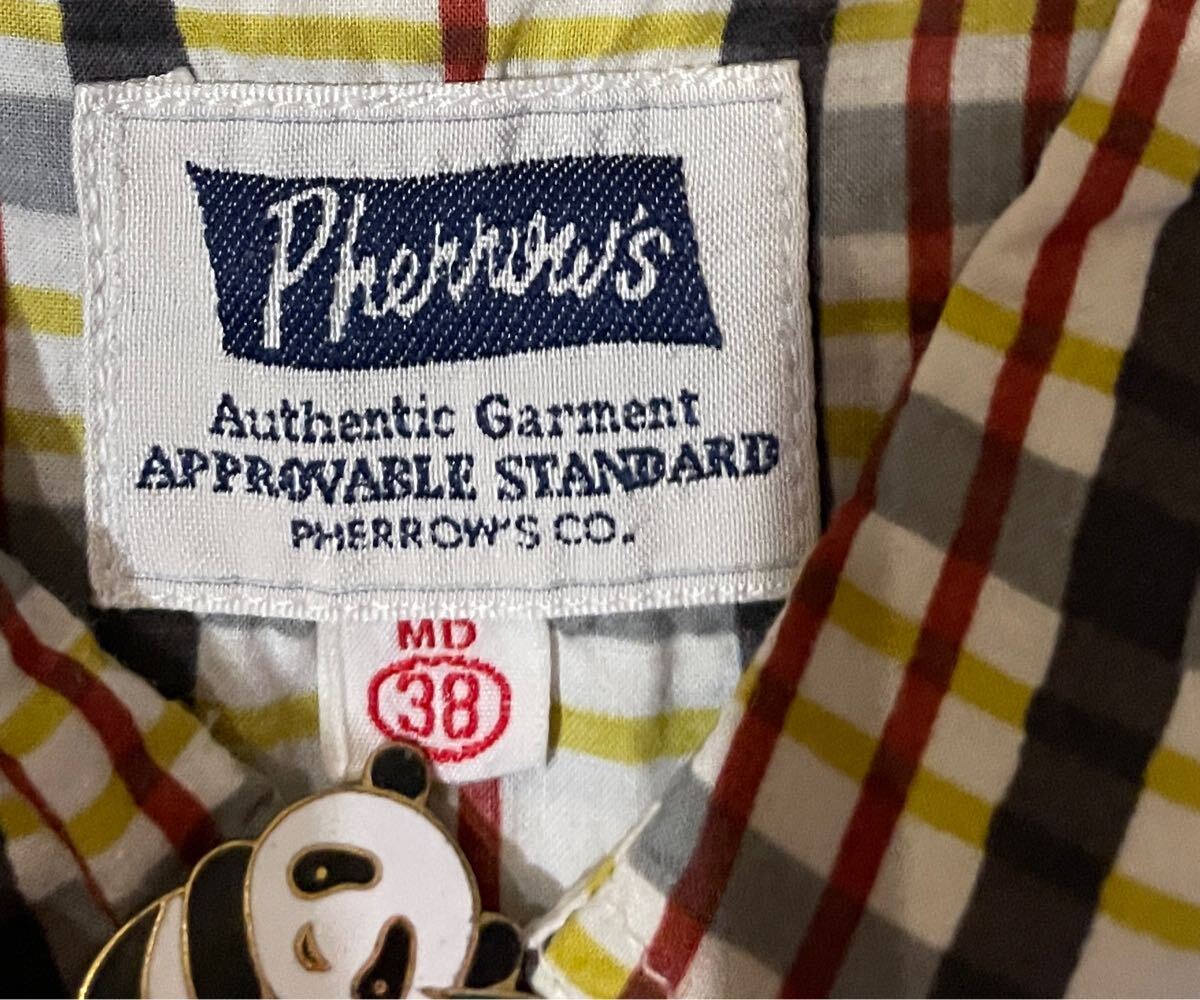 Pherrow's
Authentic Garment
APPROVABLE STANDARD
PHERROW'S CO.
MD
38